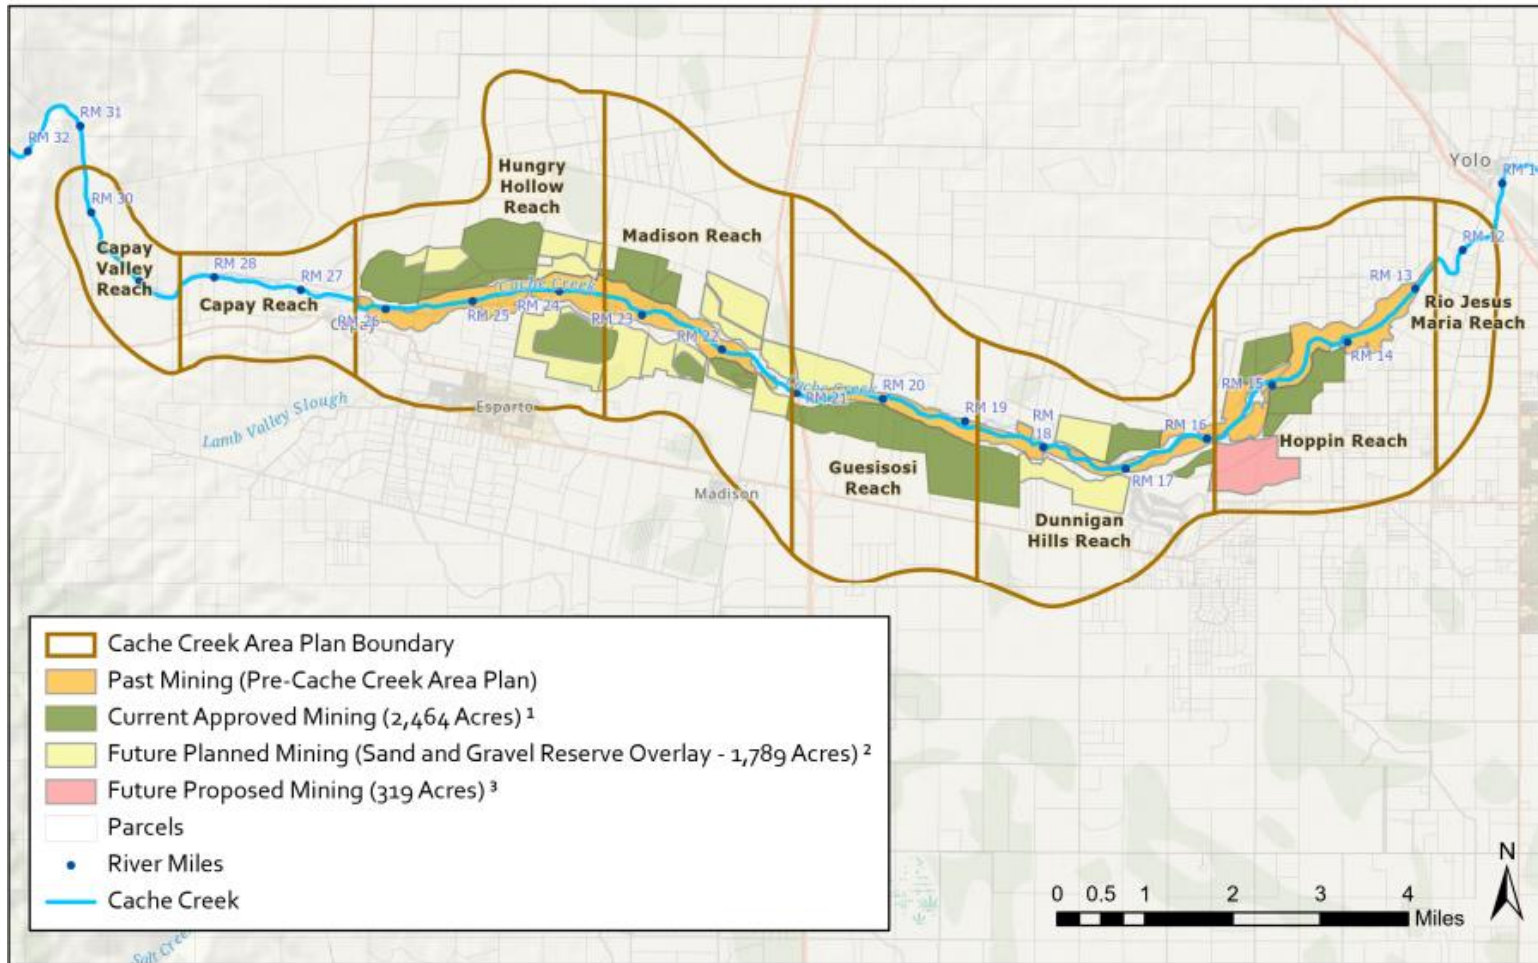 RM 31
RM 32
RM 30
Capay
Valley
Reach
RM 28
RM 27
Capay Reach
Hungry
Hollow
Reach
Madison Reach
Yolo
RM 12
RM 13
Rio Jesus
Maria Reach
Cache Creek
RM 26
Capay
RM 25
RM 24
RM 23
RM 22
RM 14
Cache Creek
RM 21
RM 20
RM 19
RM
18
RM 15
RM 16
Hoppin Reach
Esparto
Lamb Valley Slough
Guesisosi
Reach
RM 17
Madison
Dunnigan
Hills Reach
Cache Creek Area Plan Boundary
Past Mining (Pre-Cache Creek Area Plan)
Current Approved Mining (2,464 Acres) ¹
Future Planned Mining (Sand and Gravel Reserve Overlay - 1,789 Acres) ²
Future Proposed Mining (319 Acres) ³
Parcels
River Miles
Cache Creek
N
0 0.5 1 2 3 4
Miles
Salt Creek